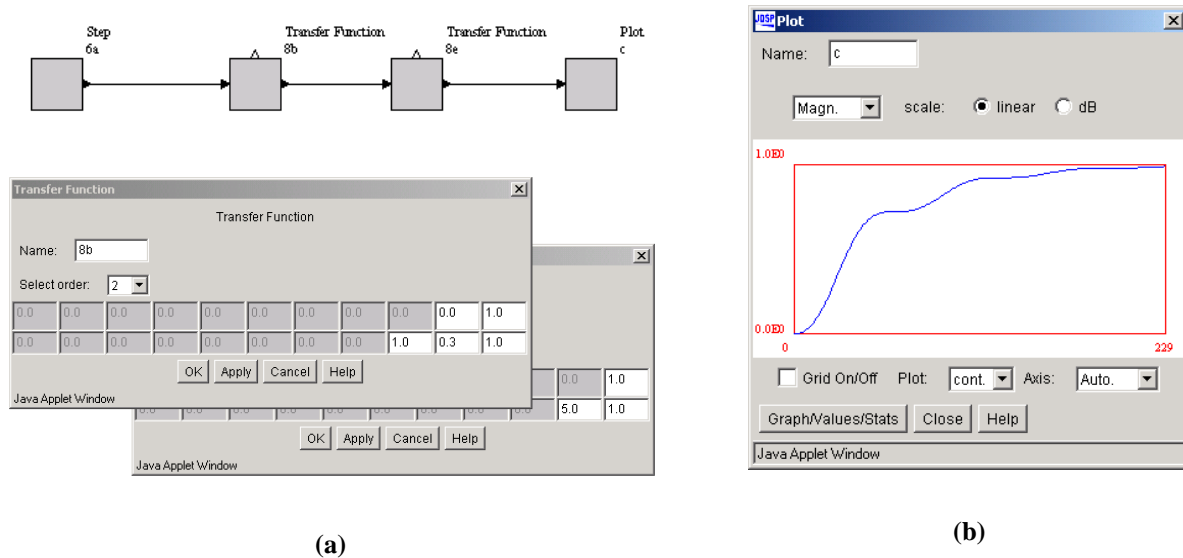 Step
6a
Transfer Function
8b
Transfer Function
8e
Plot
c
Transfer Function
Transfer Function
Name: 8b
Select order: 2
0.0 0.0 0.0 0.0 0.0 0.0 0.0 0.0 0.0 0.0 1.0
0.0 0.0 0.0 0.0 0.0 0.0 0.0 0.0 1.0 0.3 1.0
OK Apply Cancel Help
Java Applet Window
0.0 1.0
5.0 1.0
OK Apply Cancel Help
Java Applet Window
(a)
JDSP Plot
Name: c
Magn. scale: linear dB
1.0E0
0.0E0
0 229
Grid On/Off Plot: cont. Axis: Auto.
Graph/Values/Stats Close Help
Java Applet Window
(b)